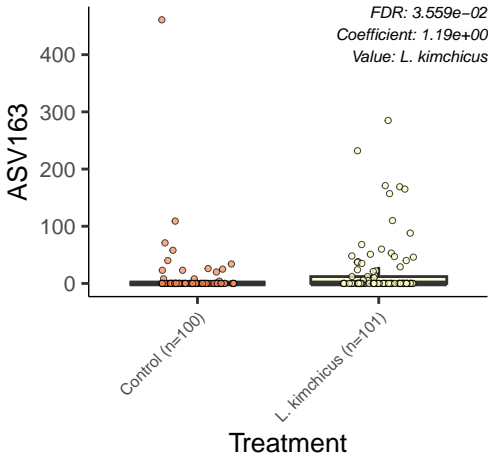 FDR: 3.559e−02
Coefficient: 1.19e+00
Value: L. kimchicus
ASV163
400
300
200
100
0
Control (n=100)
L. kimchicus (n=101)
Treatment